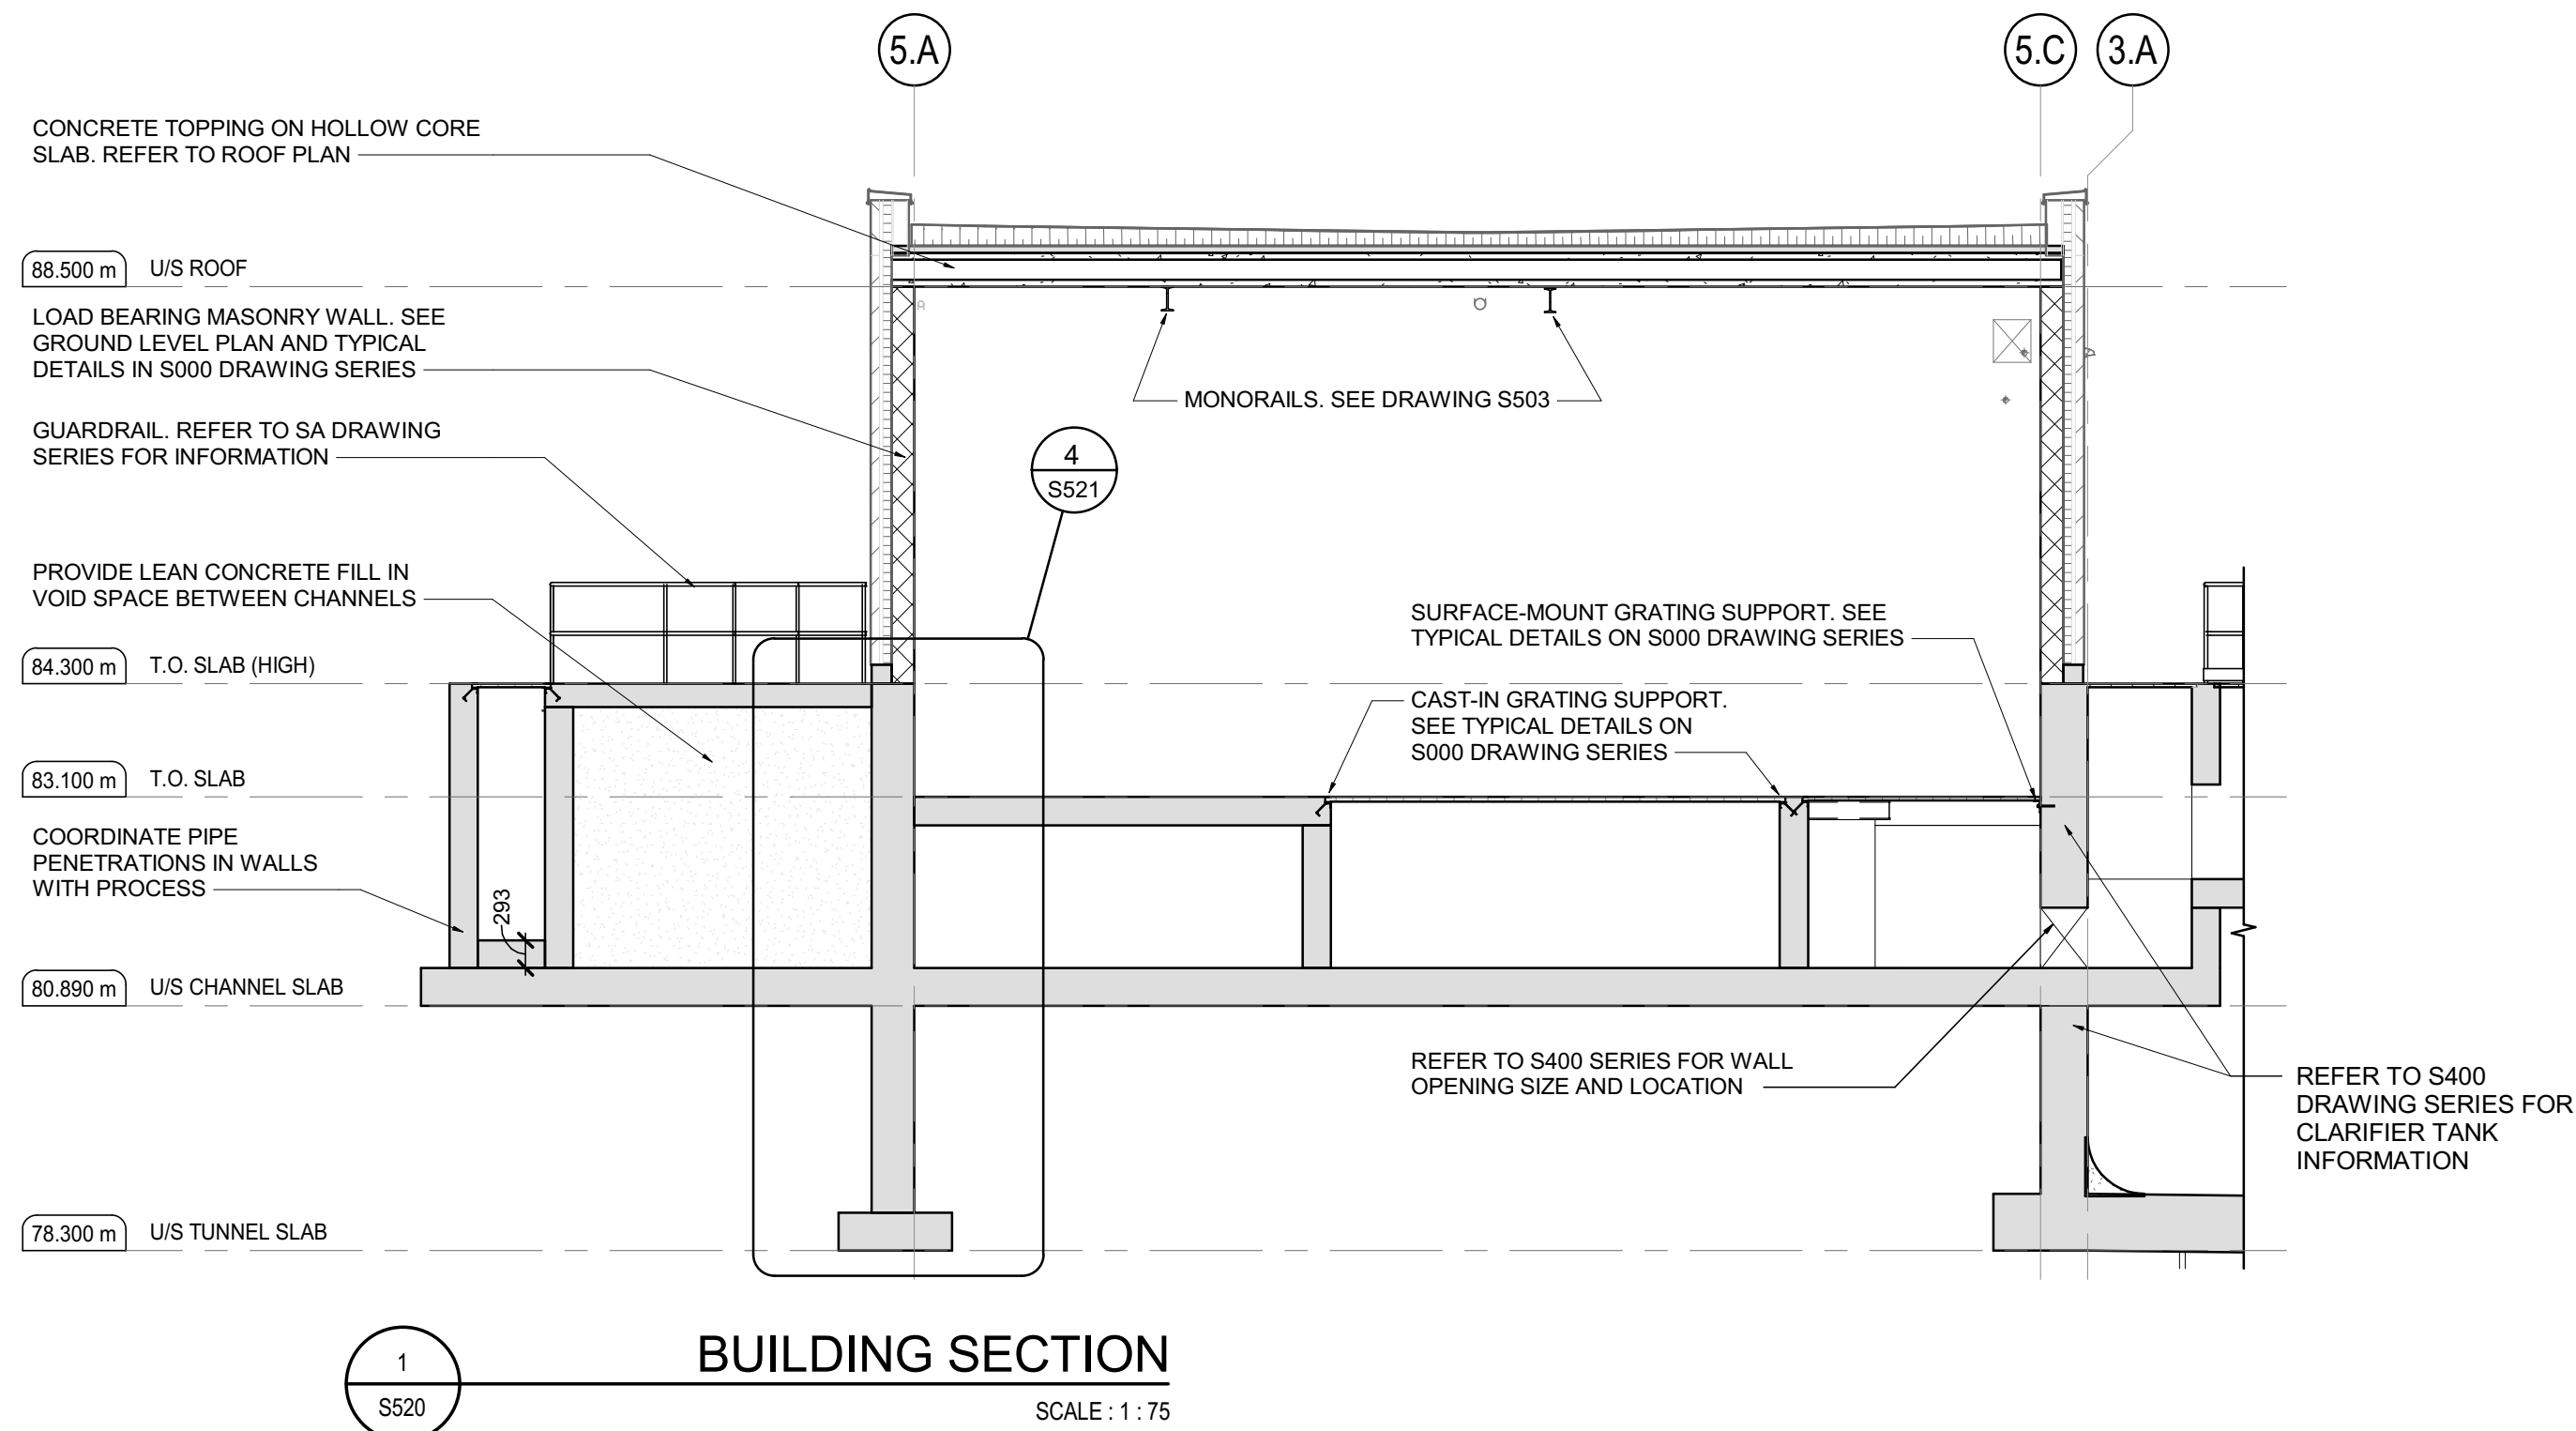 5.A
5.C
3.A
CONCRETE TOPPING ON HOLLOW CORE
SLAB. REFER TO ROOF PLAN
88.500 m
U/S ROOF
LOAD BEARING MASONRY WALL. SEE
GROUND LEVEL PLAN AND TYPICAL
DETAILS IN S000 DRAWING SERIES
MONORAILS. SEE DRAWING S503
GUARDRAIL. REFER TO SA DRAWING
SERIES FOR INFORMATION
4
S521
PROVIDE LEAN CONCRETE FILL IN
VOID SPACE BETWEEN CHANNELS
SURFACE-MOUNT GRATING SUPPORT. SEE
TYPICAL DETAILS ON S000 DRAWING SERIES
84.300 m
T.O. SLAB (HIGH)
CAST-IN GRATING SUPPORT.
SEE TYPICAL DETAILS ON
S000 DRAWING SERIES
83.100 m
T.O. SLAB
COORDINATE PIPE
PENETRATIONS IN WALLS
WITH PROCESS
293
80.890 m
U/S CHANNEL SLAB
REFER TO S400 SERIES FOR WALL
OPENING SIZE AND LOCATION
REFER TO S400
DRAWING SERIES FOR
CLARIFIER TANK
INFORMATION
78.300 m
U/S TUNNEL SLAB
1
S520
BUILDING SECTION
SCALE : 1 : 75